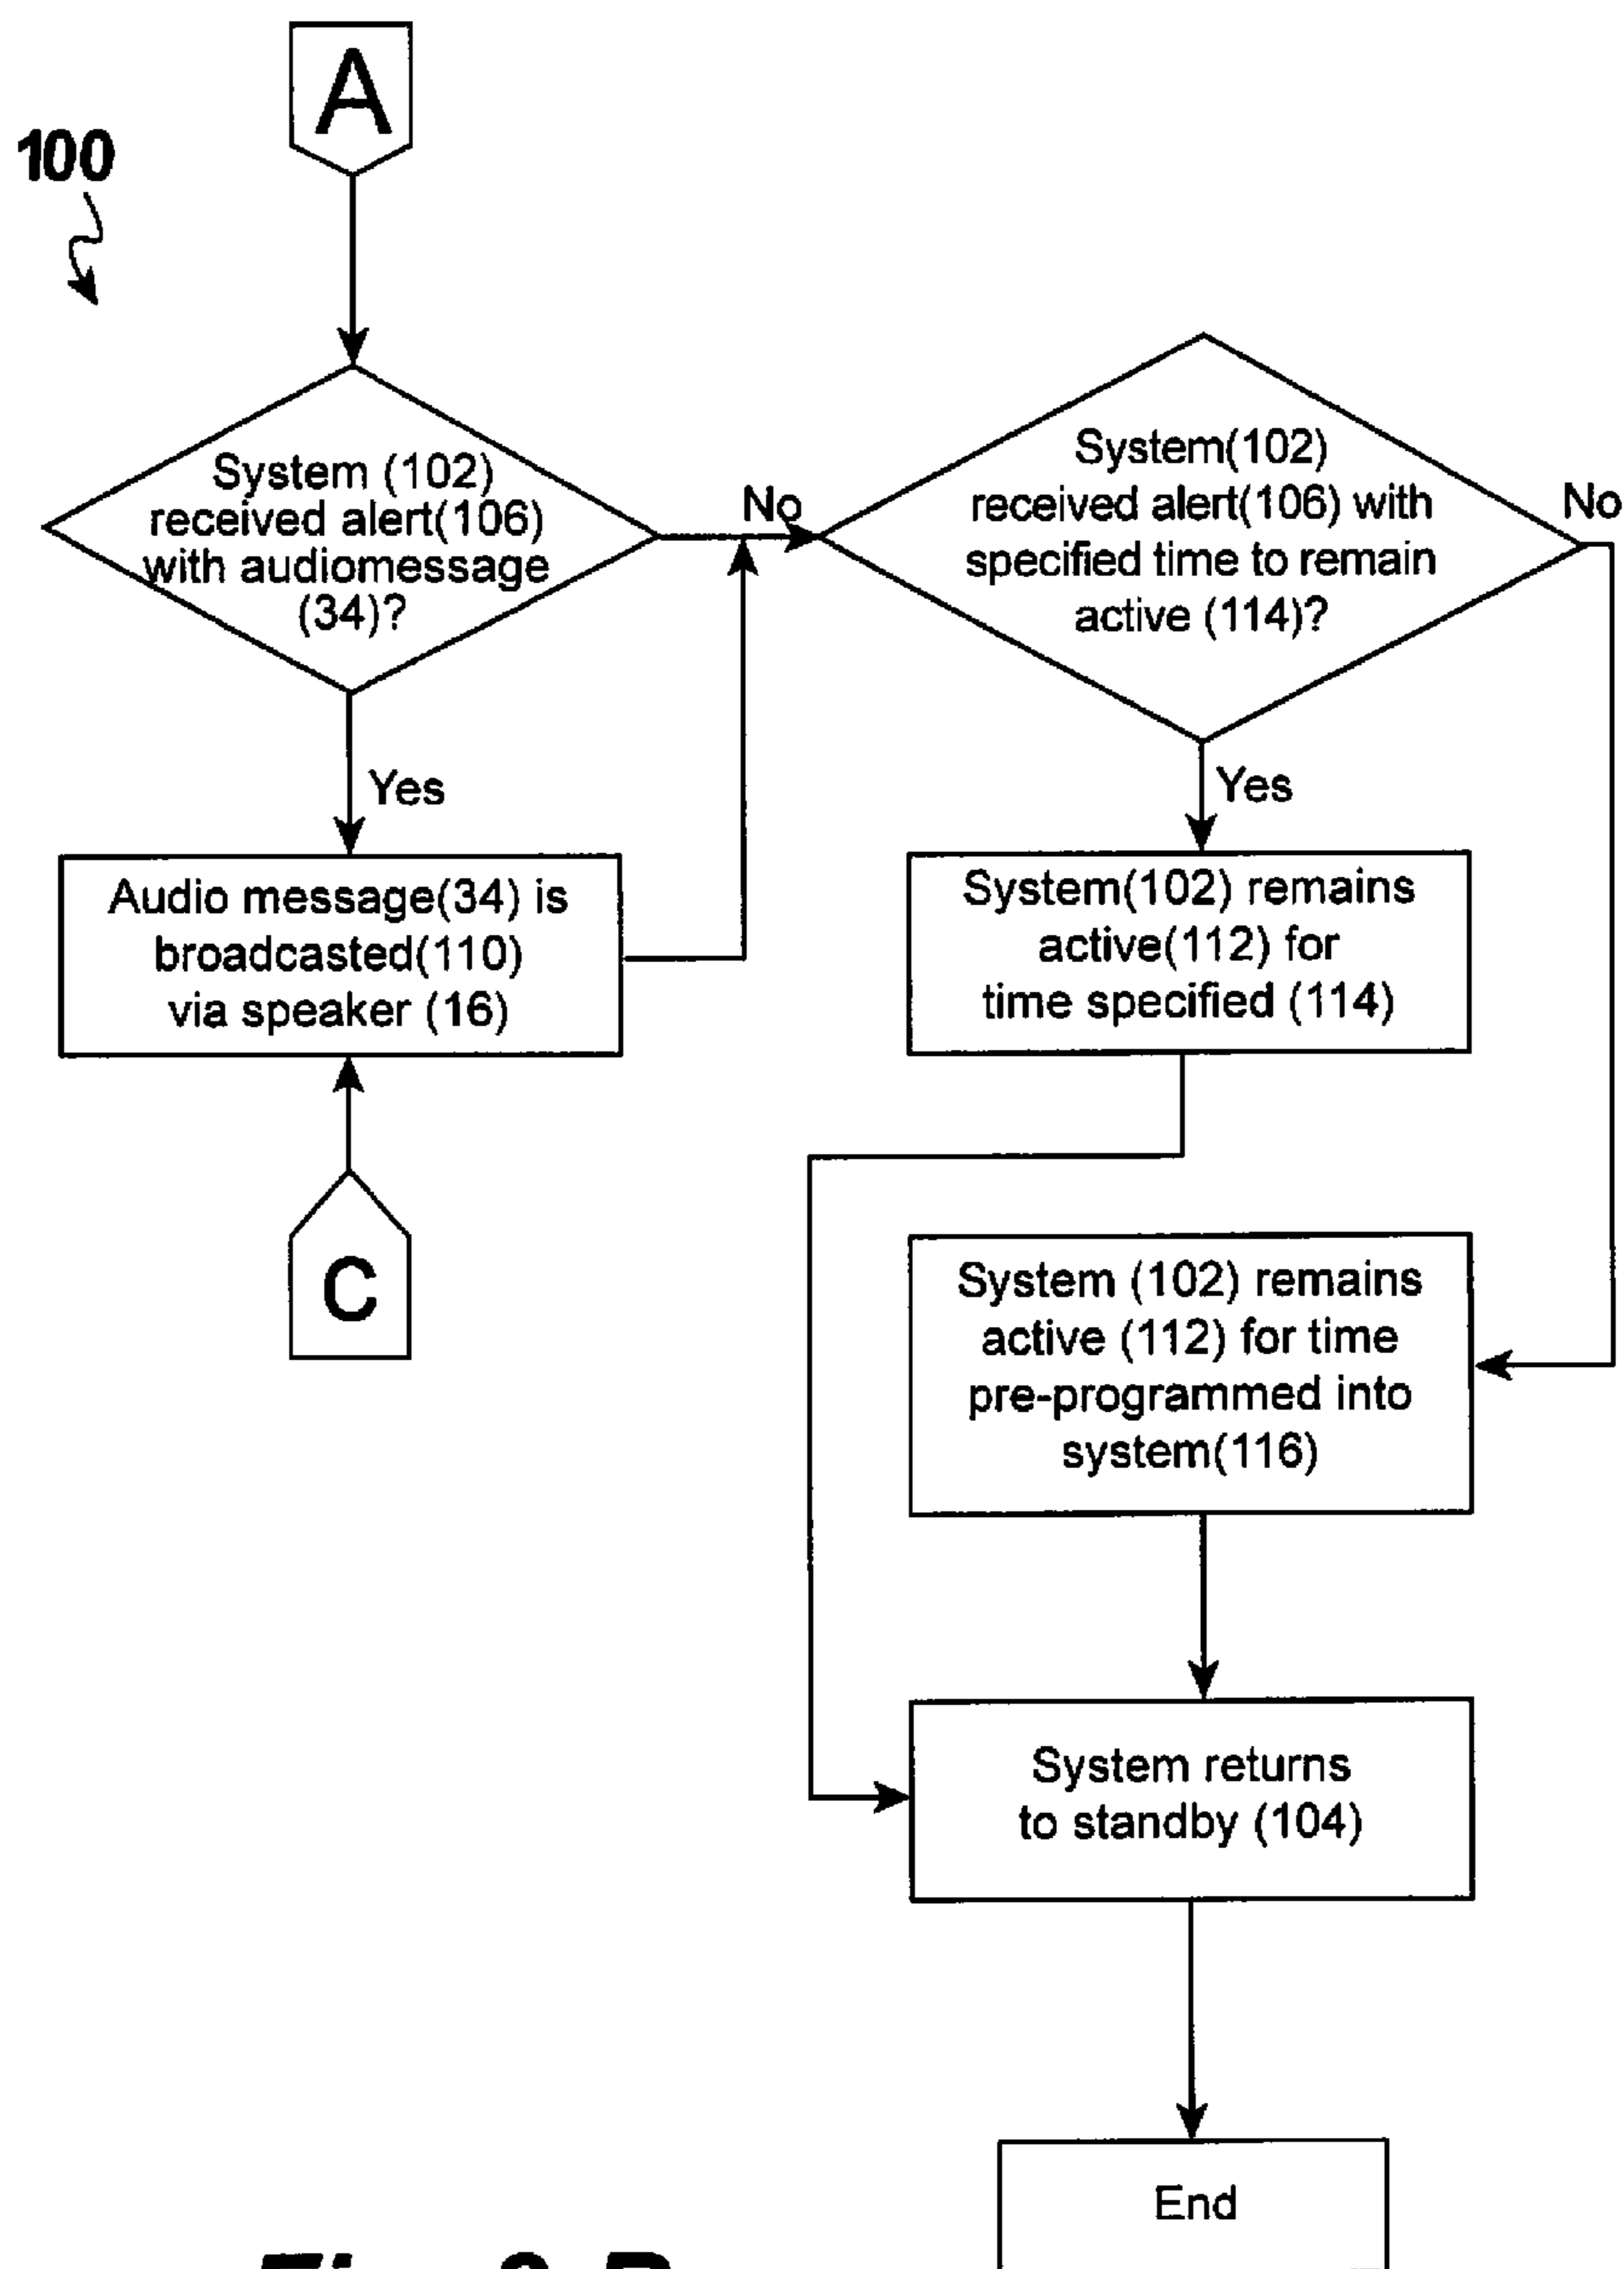 A
100
System (102)
received alert(106)
with audiomessage
(34)?
No
Yes
Audio message(34) is
broadcasted(110)
via speaker (16)
C
System(102)
received alert(106) with
specified time to remain
active (114)?
No
Yes
System(102) remains
active(112) for
time specified (114)
System (102) remains
active (112) for time
pre-programmed into
system(116)
System returns
to standby (104)
End